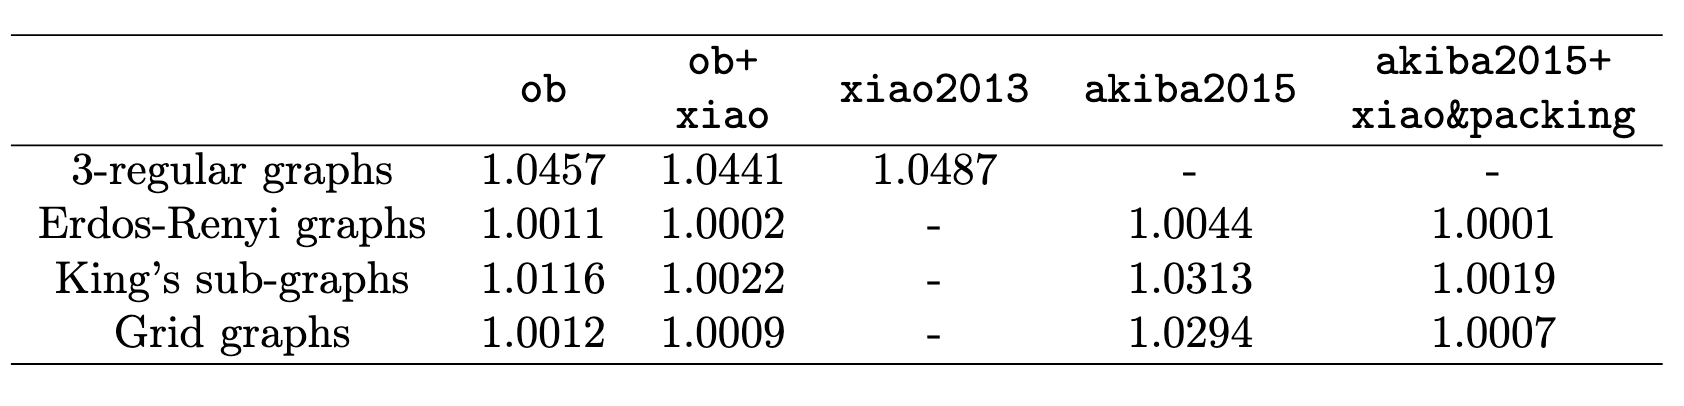 ob ob+ xiao xiao2013 akiba2015 akiba2015+ xiao&packing
3-regular graphs 1.0457 1.0441 1.0487 - -
Erdos-Renyi graphs 1.0011 1.0002 - 1.0044 1.0001
King's sub-graphs 1.0116 1.0022 - 1.0313 1.0019
Grid graphs 1.0012 1.0009 - 1.0294 1.0007